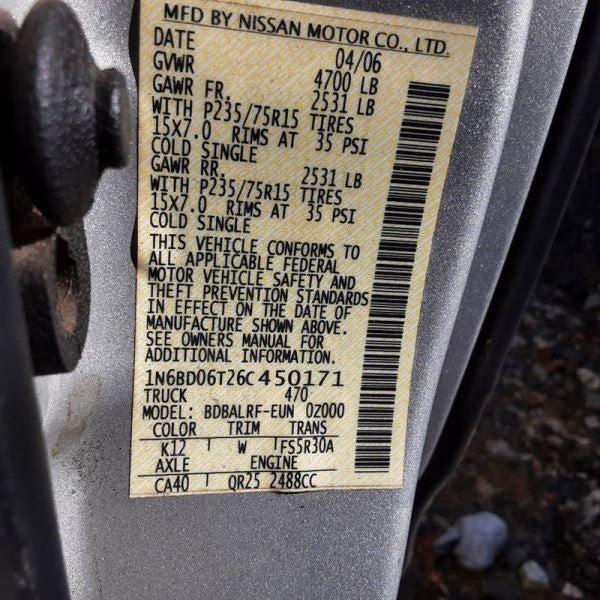 MFD BY NISSAN MOTOR CO., LTD.
DATE 04/06
GVWR 4700 LB
GAWR FR. 2531 LB
WITH P235/75R15 TIRES
15X7.0 RIMS AT 35 PSI
COLD SINGLE
GAWR RR. 2531 LB
WITH P235/75R15 TIRES
15X7.0 RIMS AT 35 PSI
COLD SINGLE
THIS VEHICLE CONFORMS TO
ALL APPLICABLE FEDERAL
MOTOR VEHICLE SAFETY AND
THEFT PREVENTION STANDARDS
IN EFFECT ON THE DATE OF
MANUFACTURE SHOWN ABOVE.
SEE OWNERS MANUAL FOR
ADDITIONAL INFORMATION.
1N6BD06T26C450171
TRUCK 470
MODEL: BDBALRF-EUN 0Z000
COLOR TRIM TRANS
K12 W FS5R30A
AXLE ENGINE
CA40 QR25 2488CC